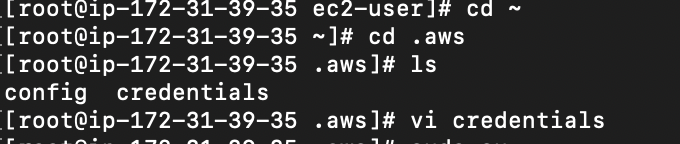 [[root@ip-172-31-39-35 ec2-user]# cd ~
[[root@ip-172-31-39-35 ~]# cd .aws
[[root@ip-172-31-39-35 .aws]# ls
config  credentials
[[root@ip-172-31-39-35 .aws]# vi credentials